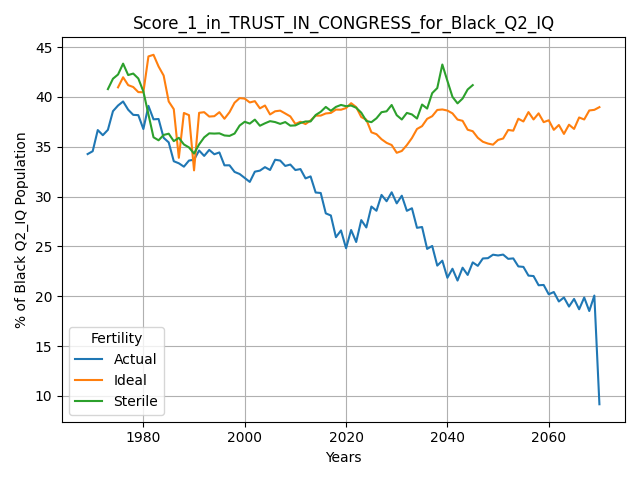 Score_1_in_TRUST_IN_CONGRESS_for_Black_Q2_IQ
% of Black Q2_IQ Population
45
40
35
30
25
20
15
10
Fertility
Actual
Ideal
Sterile
1980
2000
2020
2040
2060
Years